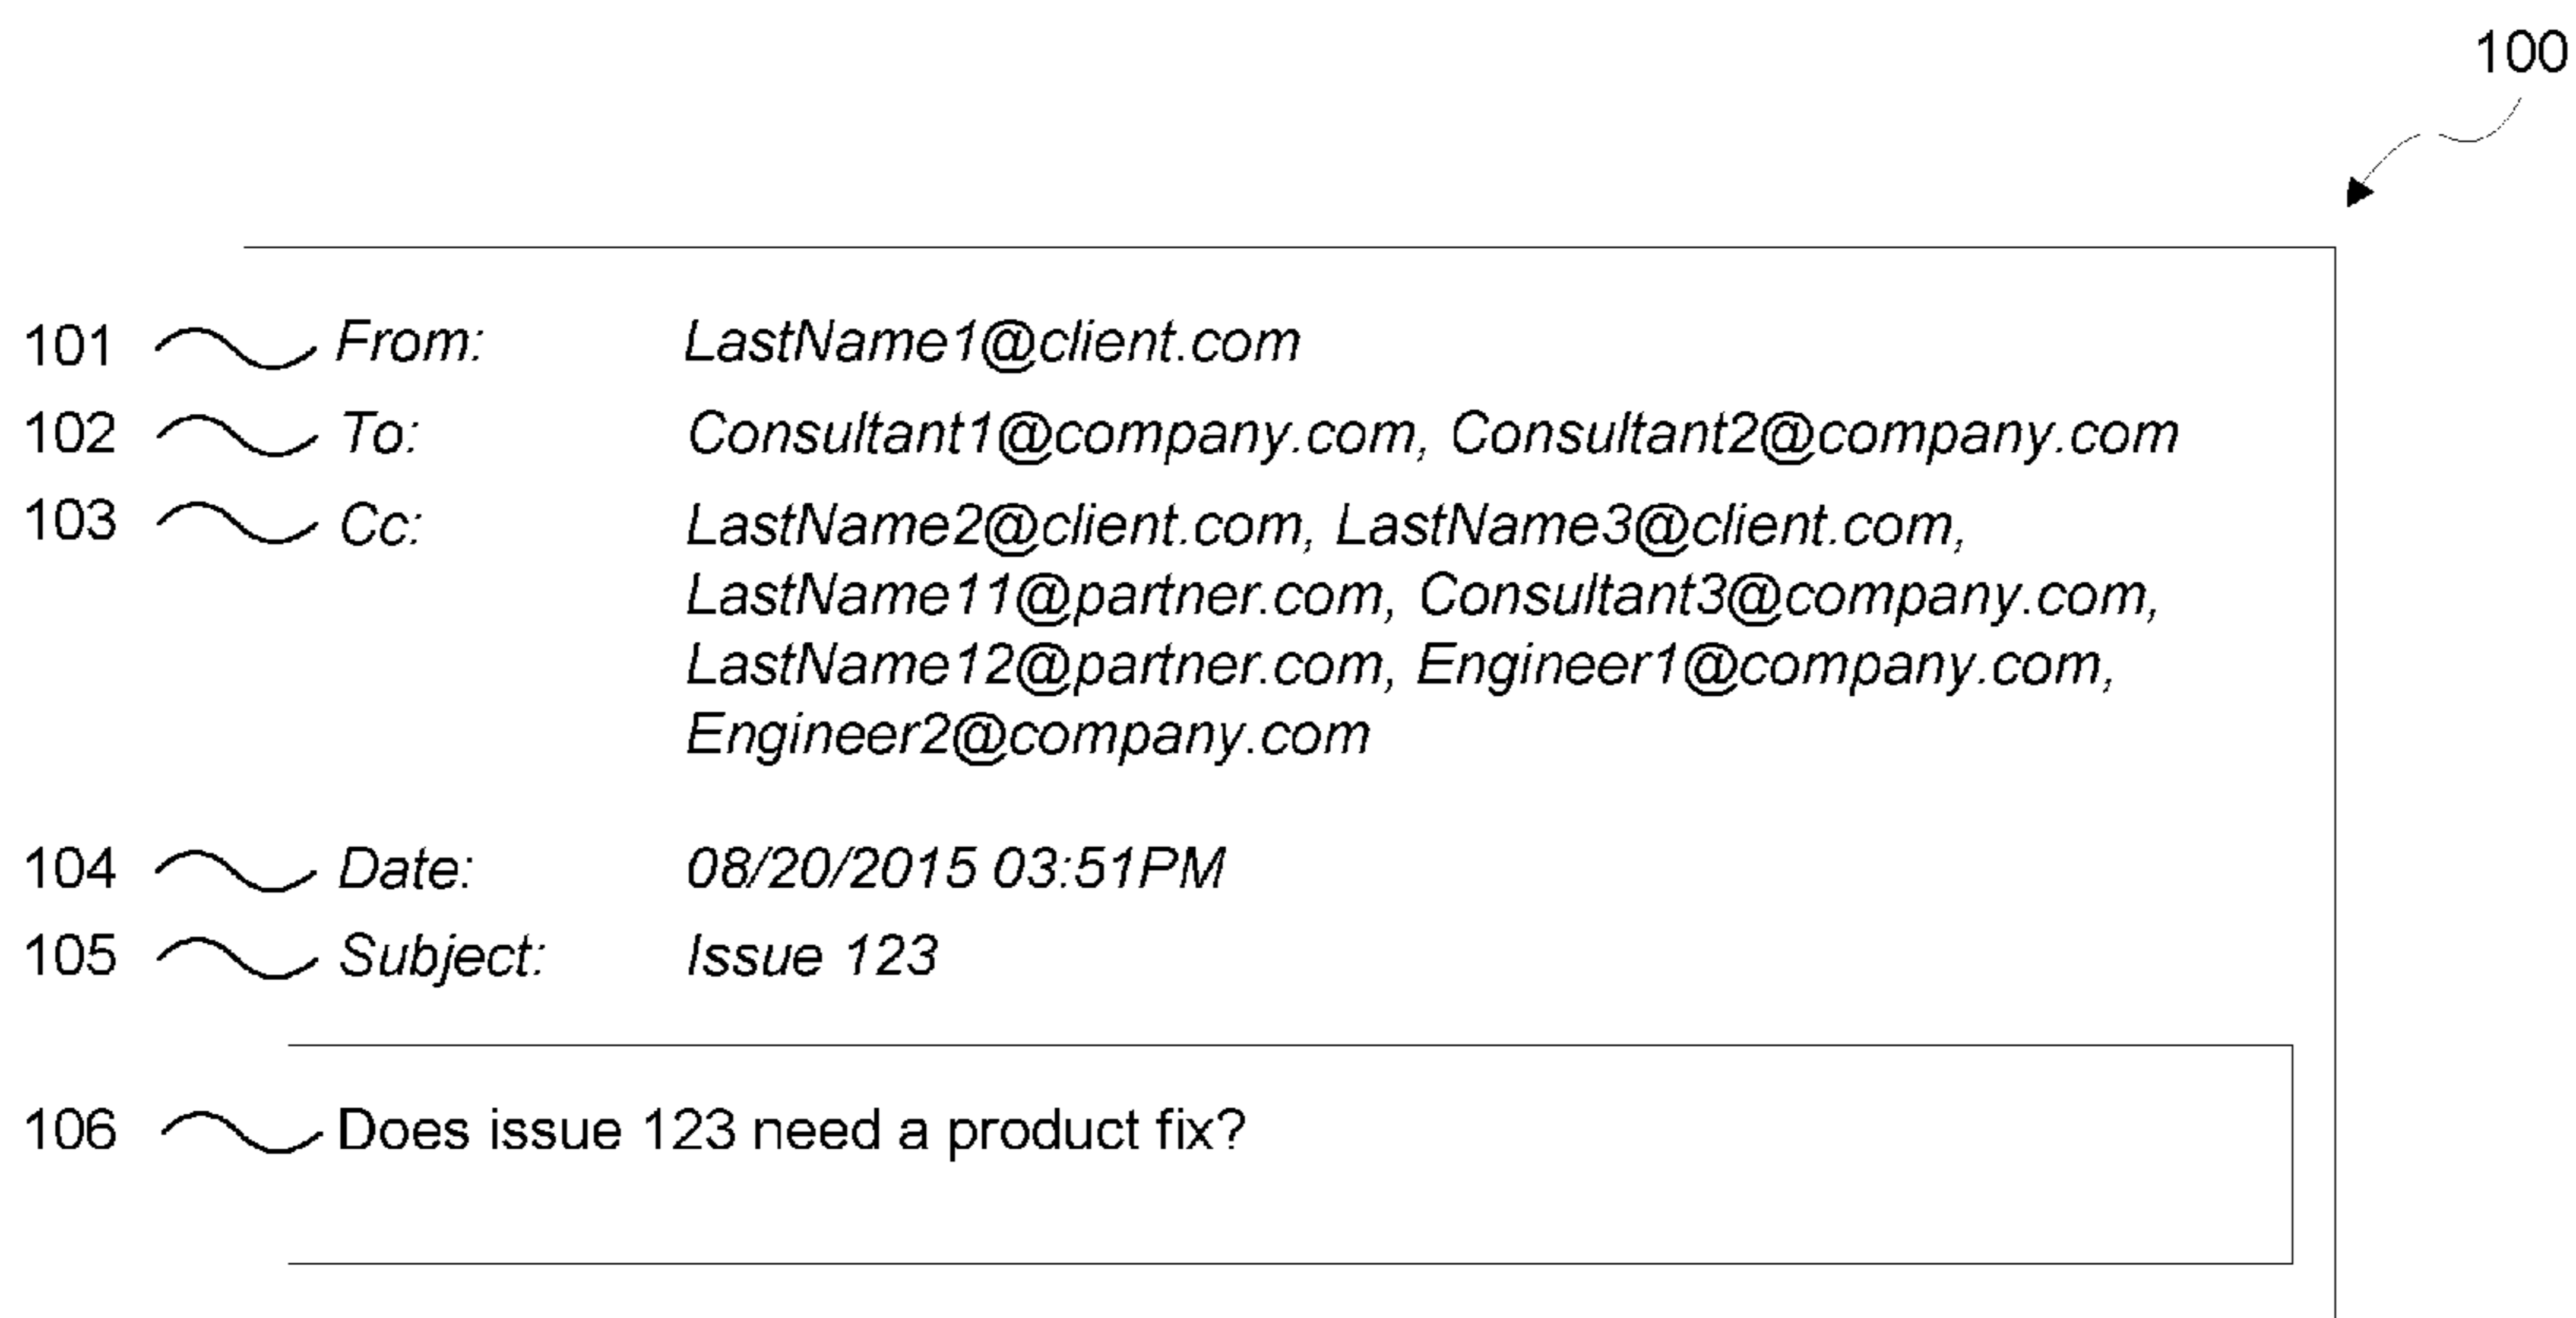 100
101 From: LastName1@client.com
102 To: Consultant1@company.com, Consultant2@company.com
103 Cc: LastName2@client.com, LastName3@client.com,
LastName11@partner.com, Consultant3@company.com,
LastName12@partner.com, Engineer1@company.com,
Engineer2@company.com
104 Date: 08/20/2015 03:51PM
105 Subject: Issue 123
106 Does issue 123 need a product fix?